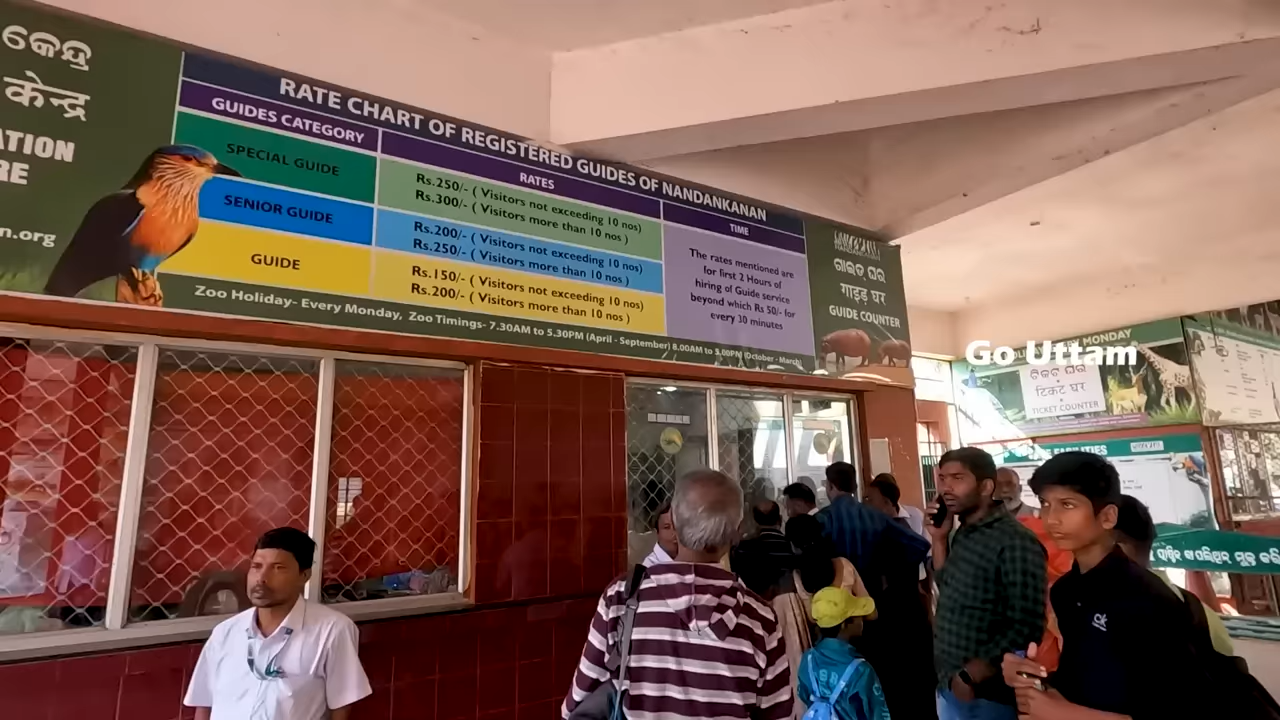 କେନ୍ଦ୍ର
केन्द्र
RATE CHART OF REGISTERED GUIDES OF NANDANKANAN
GUIDES CATEGORY
RATES
TIME
SPECIAL GUIDE
Rs.250/- ( Visitors not exceeding 10 nos)
Rs.300/- ( Visitors more than 10 nos )
SENIOR GUIDE
Rs.200/- ( Visitors not exceeding 10 nos)
Rs.250/- ( Visitors more than 10 nos )
GUIDE
Rs.150/- ( Visitors not exceeding 10 nos)
Rs.200/- ( Visitors more than 10 nos )
The rates mentioned are
for first 2 Hours of
hiring of Guide service
beyond which Rs 50/- for
every 30 minutes
Zoo Holiday- Every Monday, Zoo Timings- 7.30AM to 5.30PM (April - September) 8.00AM to 5.00PM (October - March)
ଗାଇଡ୍ ଘର
गाइड़ घर
GUIDE COUNTER
Go Uttam
MONDAY
ଟିକଟ ଘର
टिकट घर
TICKET COUNTER
FACILITIES